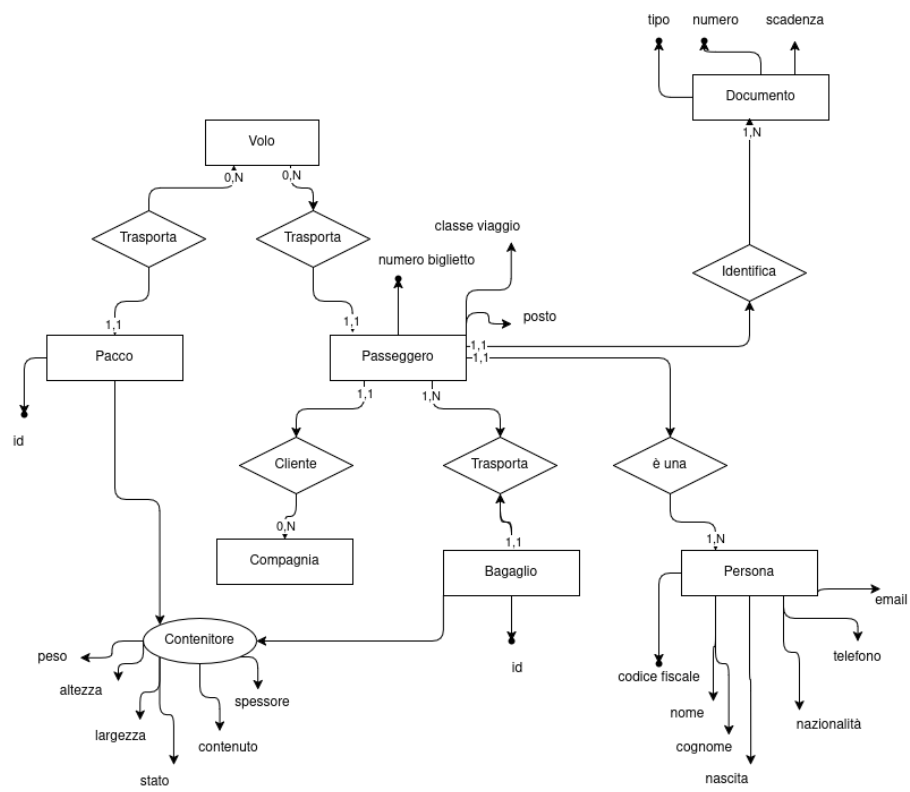 tipo
numero
scadenza
Documento
1,N
Volo
0,N
0,N
Trasporta
Trasporta
classe viaggio
numero biglietto
Identifica
posto
1,1
1,1
Pacco
Passeggero
1,1
1,1
1,1
1,N
id
Cliente
Trasporta
è una
0,N
1,1
1,N
Compagnia
Bagaglio
Persona
email
Contenitore
peso
altezza
largezza
stato
contenuto
spessore
id
codice fiscale
nome
cognome
nascita
nazionalità
telefono